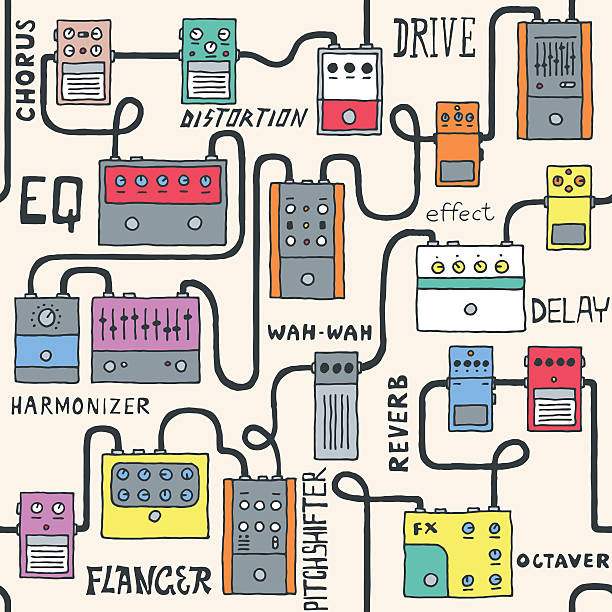 CHORUS
DISTORTION
DRIVE
EQ
effect
DELAY
WAH-WAH
HARMONIZER
REVERB
PITCHSHIFTER
FX
FLANGER
OCTAVER